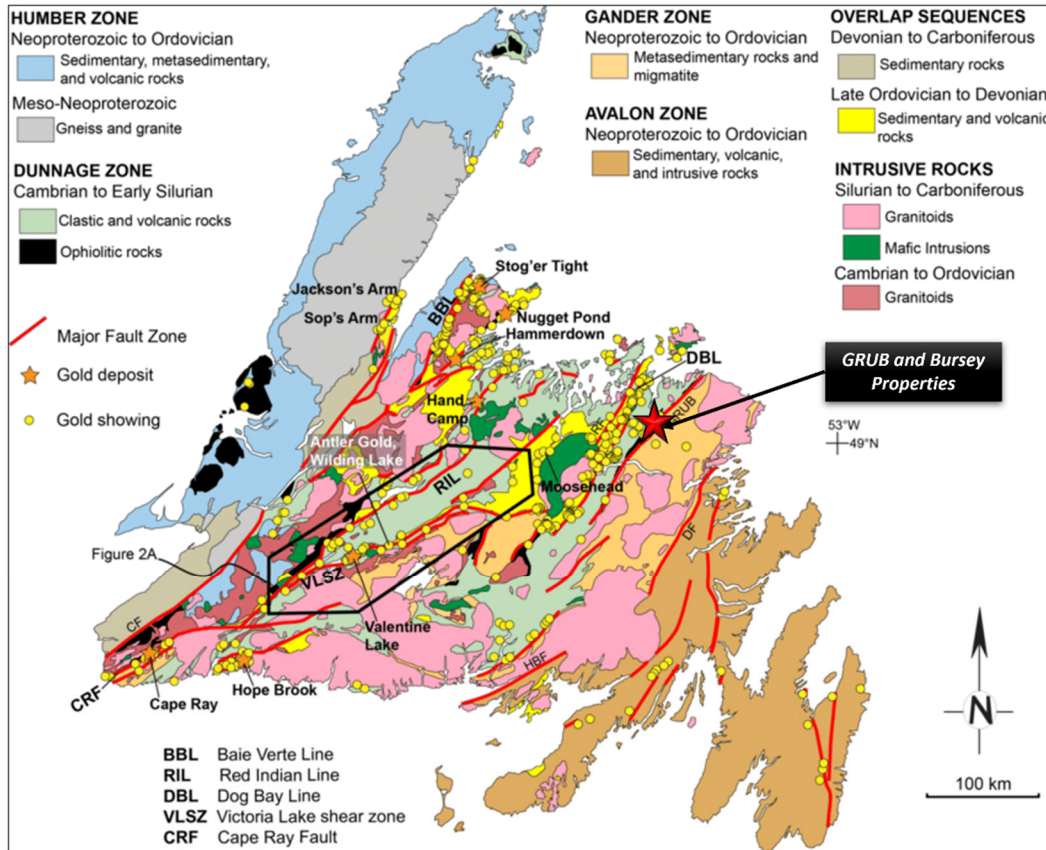 HUMBER ZONE
Neoproterozoic to Ordovician
Sedimentary, metasedimentary,
and volcanic rocks
Meso-Neoproterozoic
Gneiss and granite
DUNNAGE ZONE
Cambrian to Early Silurian
Clastic and volcanic rocks
Ophiolitic rocks
Major Fault Zone
Gold deposit
Gold showing
GANDER ZONE
Neoproterozoic to Ordovician
Metasedimentary rocks and
migmatite
AVALON ZONE
Neoproterozoic to Ordovician
Sedimentary, volcanic,
and intrusive rocks
OVERLAP SEQUENCES
Devonian to Carboniferous
Sedimentary rocks
Late Ordovician to Devonian
Sedimentary and volcanic
rocks
INTRUSIVE ROCKS
Silurian to Carboniferous
Granitoids
Mafic Intrusions
Cambrian to Ordovician
Granitoids
Stog'er Tight
Jackson's Arm
Sop's Arm
BBL
Nugget Pond
Hammerdown
DBL
GRUB and Bursey
Properties
Hand
Camp
GRUB
53°W
49°N
Antler Gold,
Wilding Lake
RIL
Moosehead
DF
Figure 2A
VLSZ
Valentine
Lake
CF
HBF
CRF
Cape Ray
Hope Brook
N
100 km
BBL Baie Verte Line
RIL Red Indian Line
DBL Dog Bay Line
VLSZ Victoria Lake shear zone
CRF Cape Ray Fault